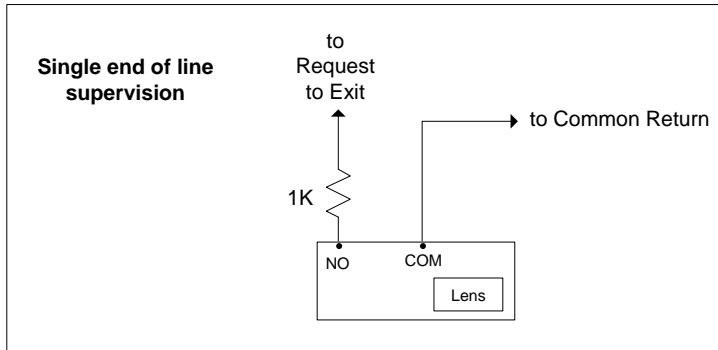 Single end of line
supervision
to
Request
to Exit
to Common Return
1K
NO
COM
Lens